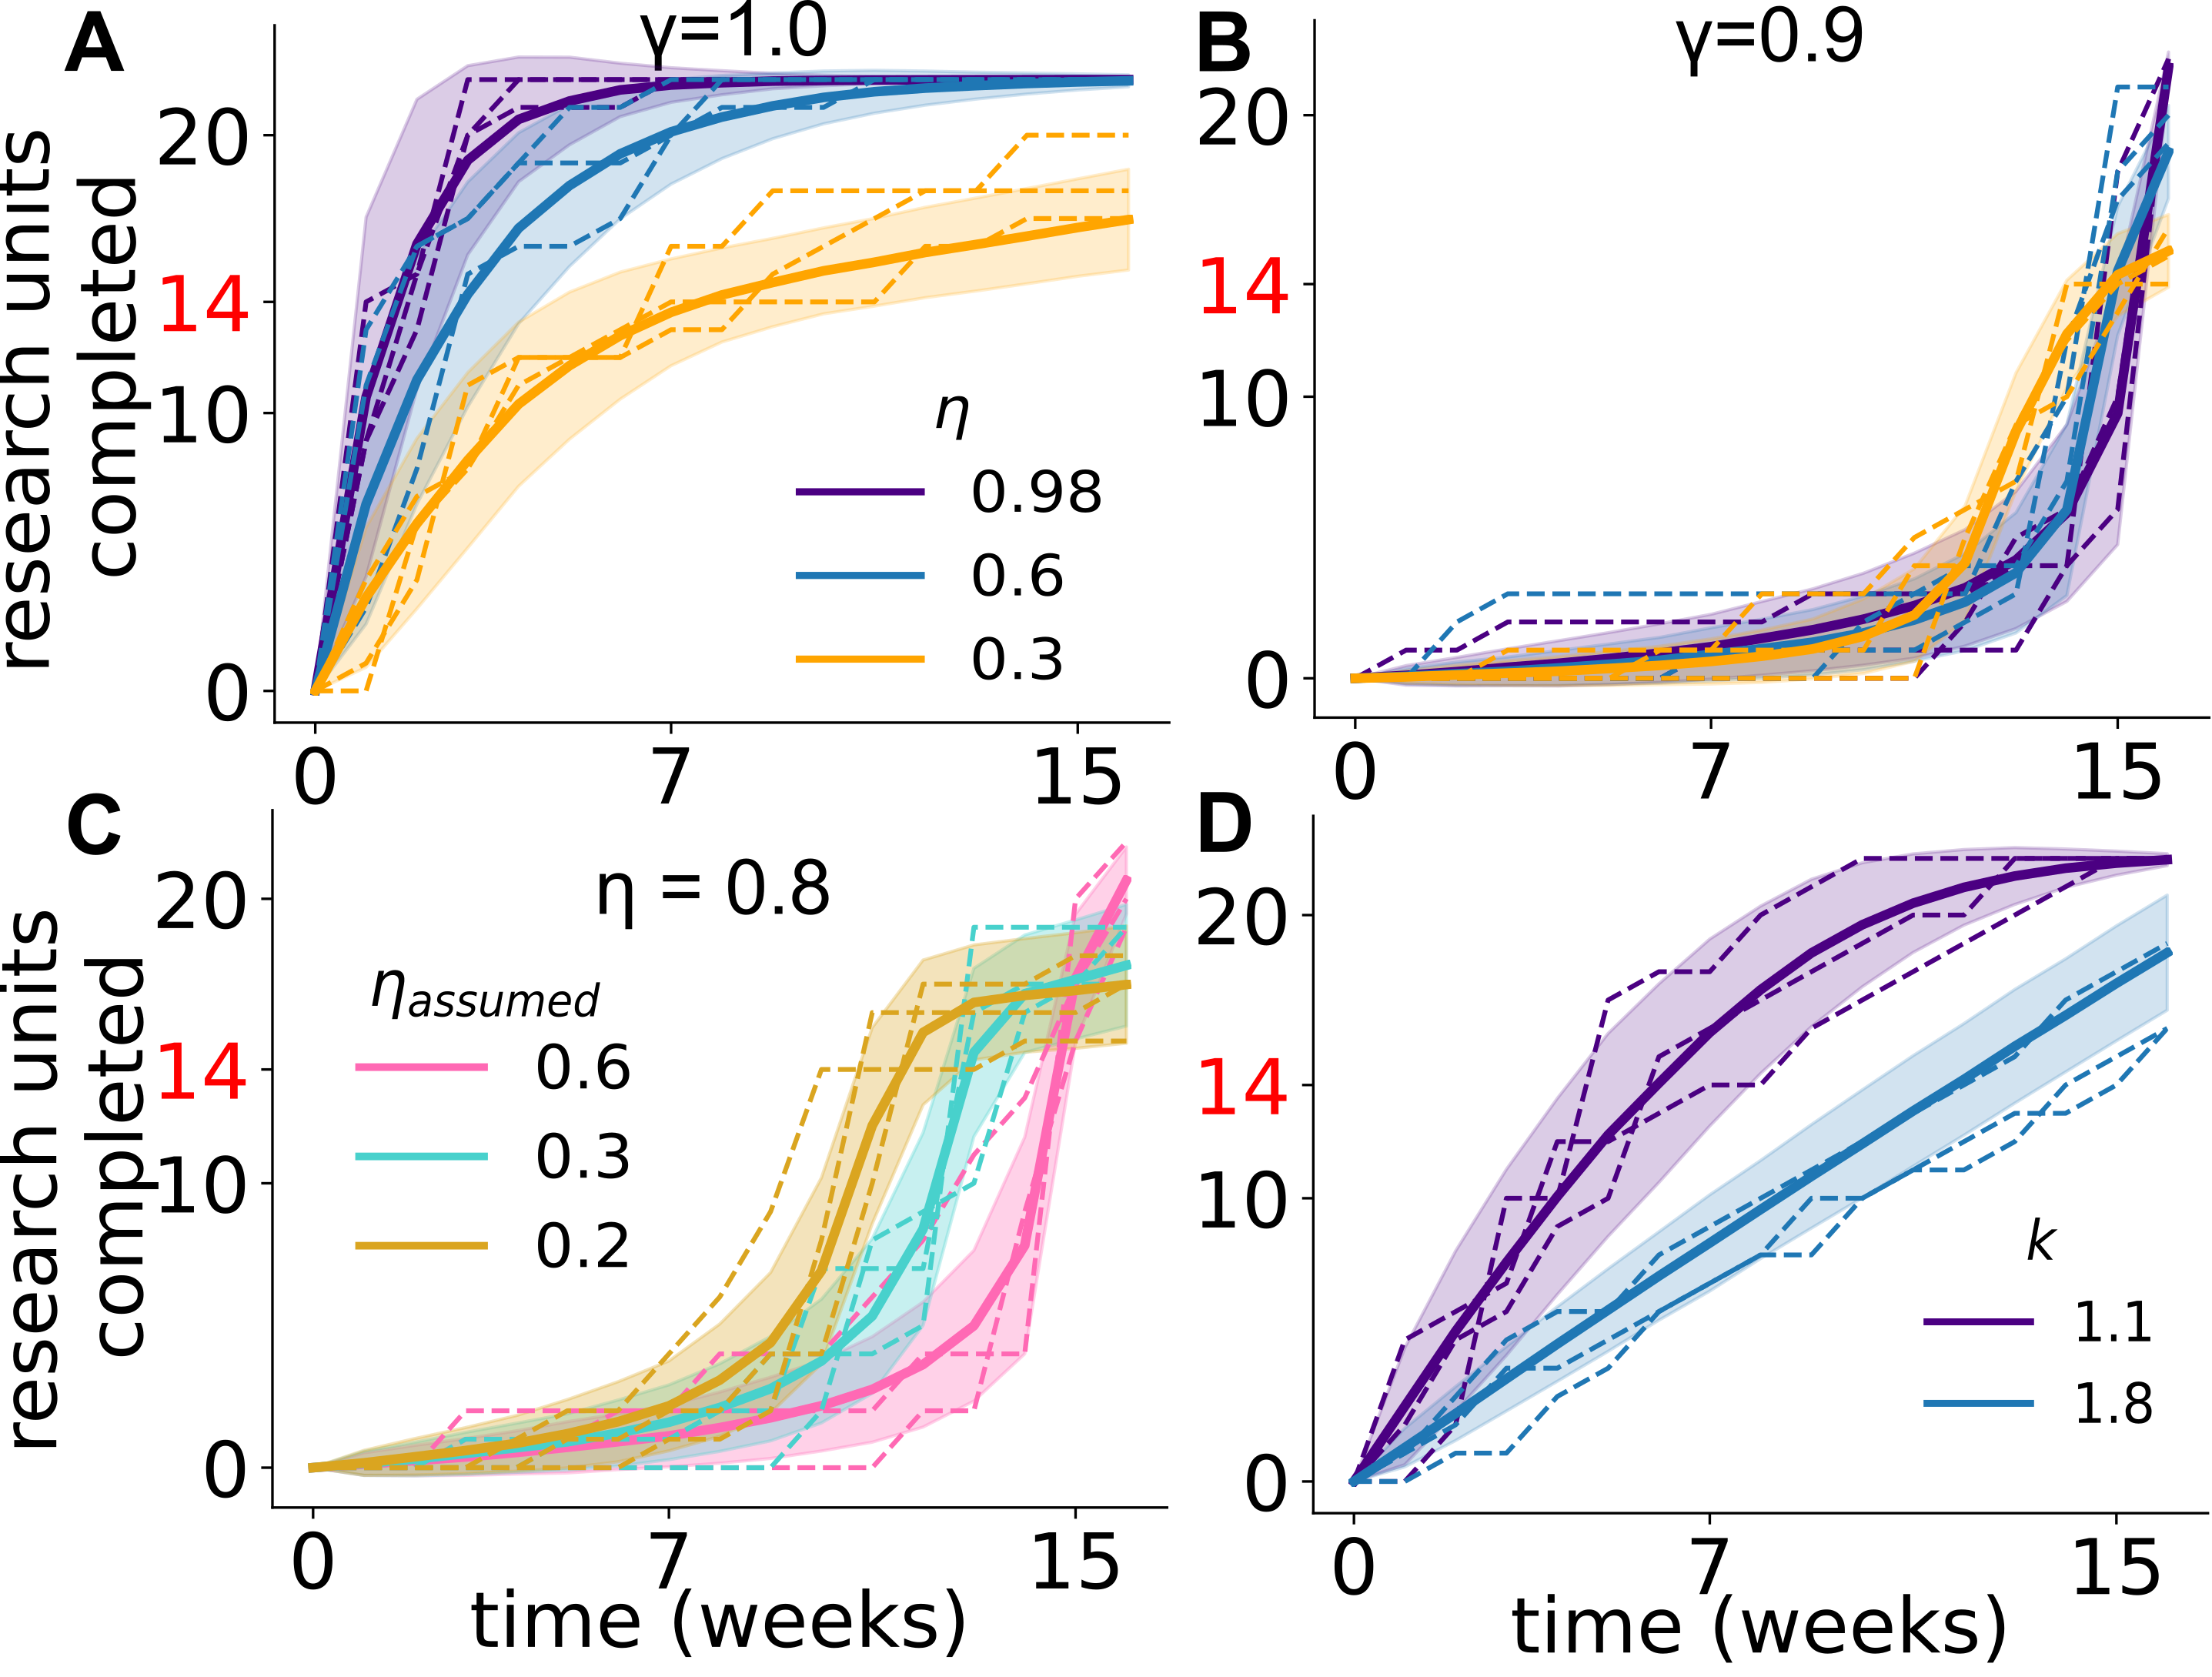 A
γ=1.0
research units
completed
20
14
10
0
η
0.98
0.6
0.3
0
7
15
B
γ=0.9
20
14
10
0
0
7
15
C
η = 0.8
research units
completed
20
14
10
0
ηassumed
0.6
0.3
0.2
0
7
15
time (weeks)
D
20
14
10
0
k
1.1
1.8
0
7
15
time (weeks)